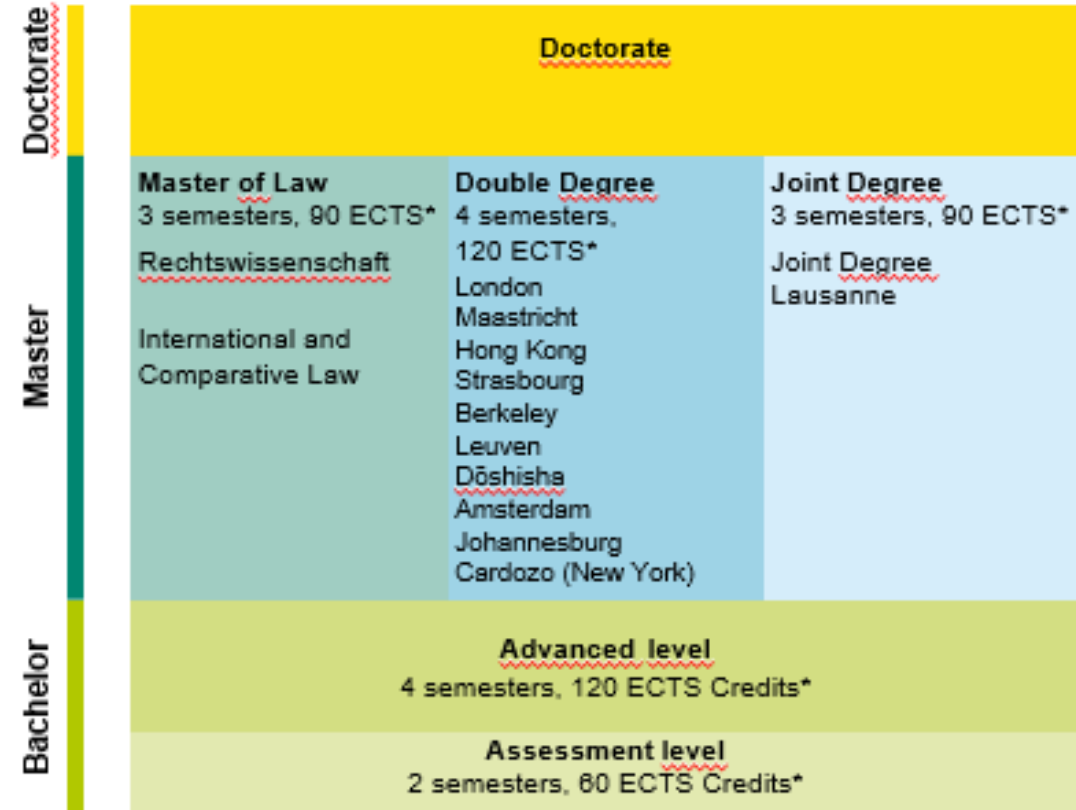 Doctorate
Doctorate
Master
Master of Law
3 semesters, 90 ECTS*
Rechtswissenschaft
International and
Comparative Law
Double Degree
4 semesters,
120 ECTS*
London
Maastricht
Hong Kong
Strasbourg
Berkeley
Leuven
Dōshisha
Amsterdam
Johannesburg
Cardozo (New York)
Joint Degree
3 semesters, 90 ECTS*
Joint Degree
Lausanne
Bachelor
Advanced level
4 semesters, 120 ECTS Credits*
Assessment level
2 semesters, 60 ECTS Credits*